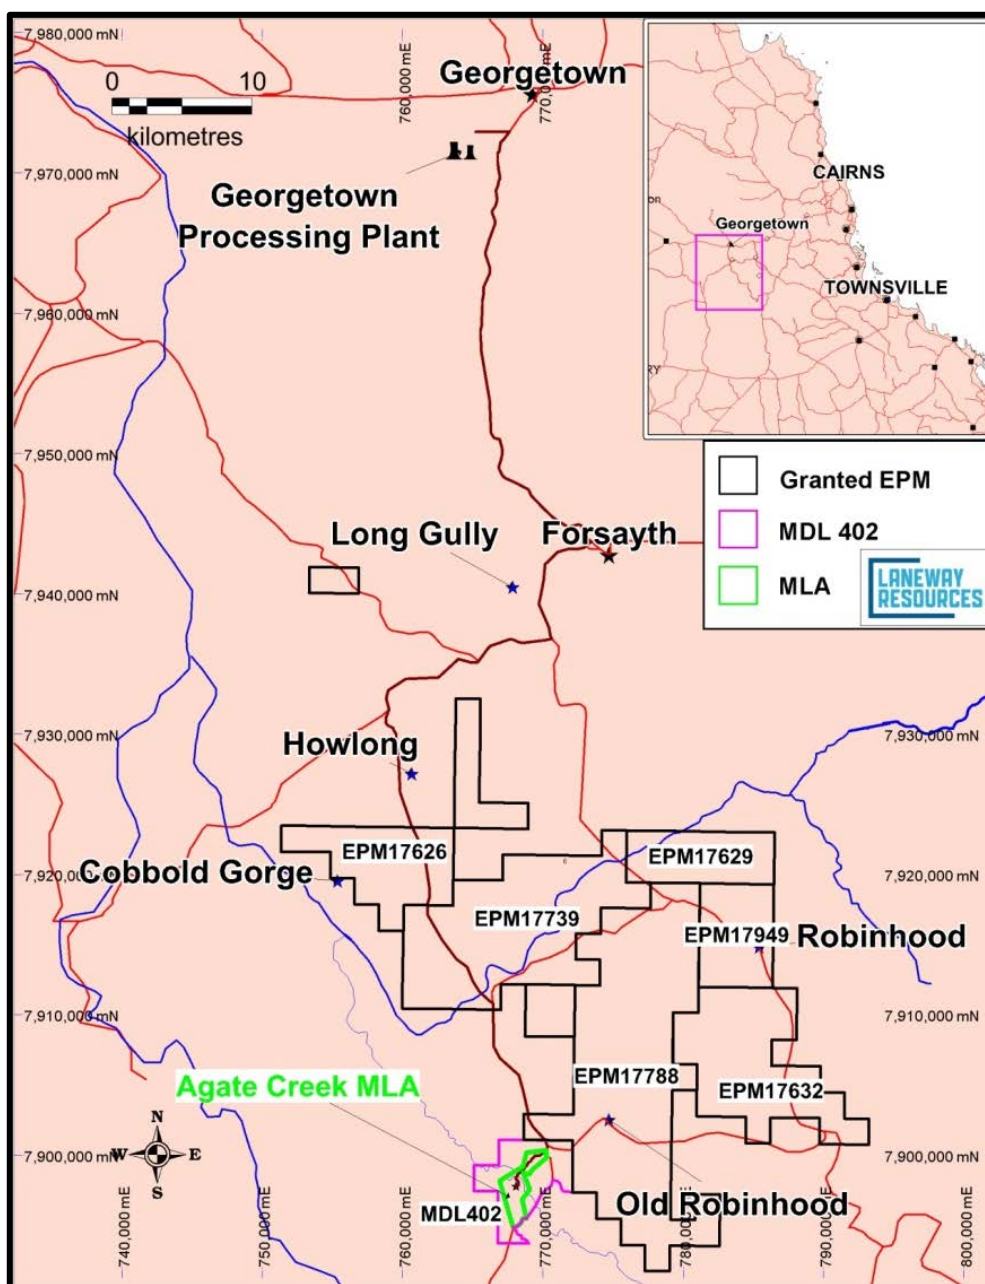 7,980,000 mN
0 10
kilometres
760,000 mE
770,000 mE
Georgetown
7,970,000 mN
Georgetown
Processing Plant
CAIRNS
Georgetown
TOWNSVILLE
on
RY
7,960,000 mN
7,950,000 mN
Granted EPM
MDL 402
MLA
LANEWAY
RESOURCES
Long Gully
Forsayth
7,940,000 mN
7,930,000 mN
7,930,000 mN
Howlong
EPM17626
EPM17629
7,920,000 mN
7,920,000 mN
Cobbold Gorge
EPM17739
EPM17949
Robinhood
7,910,000 mN
7,910,000 mN
Agate Creek MLA
EPM17788
EPM17632
N
W E
S
7,900,000 mN
7,900,000 mN
MDL402
Old Robinhood
740,000 mE
750,000 mE
760,000 mE
770,000 mE
780,000 mE
790,000 mE
800,000 mE